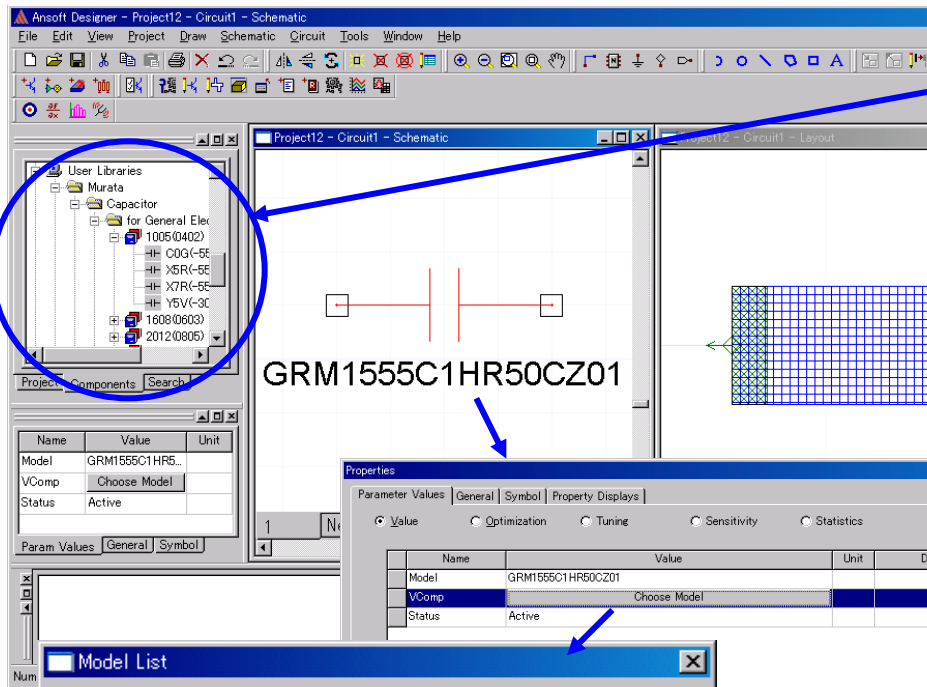 Ansoft Designer - Project12 - Circuit1 - Schematic
File Edit View Project Draw Schematic Circuit Tools Window Help
Project12 - Circuit1 - Schematic
Project12 - Circuit1 - Layout
User Libraries
Murata
Capacitor
for General Elec
1005(0402)
C0G(-55
X5R(-55
X7R(-55
Y5V(-30
1608(0603)
2012(0805)
Project Components Search
GRM1555C1HR50CZ01
Name Value Unit
Model GRM1555C1HR5...
VComp Choose Model
Status Active
Param Values General Symbol
1 Ne
Properties
Parameter Values General Symbol Property Displays
Value Optimization Tuning Sensitivity Statistics
Name Value Unit D
Model GRM1555C1HR50CZ01
VComp Choose Model
Status Active
Model List
Num